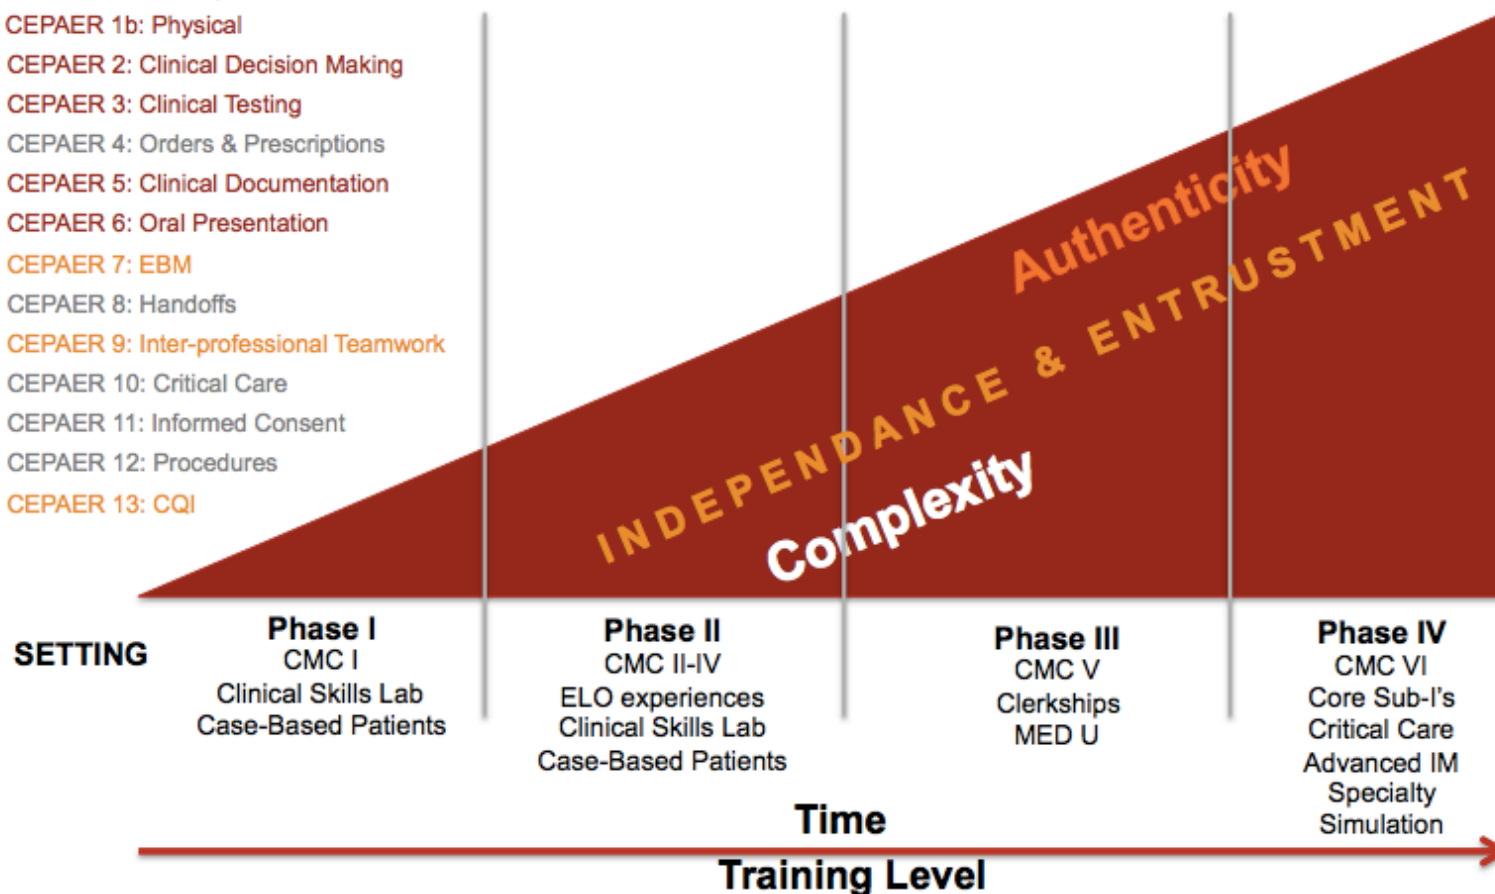 CEPAER 1b: Physical
CEPAER 2: Clinical Decision Making
CEPAER 3: Clinical Testing
CEPAER 4: Orders & Prescriptions
CEPAER 5: Clinical Documentation
CEPAER 6: Oral Presentation
CEPAER 7: EBM
CEPAER 8: Handoffs
CEPAER 9: Inter-professional Teamwork
CEPAER 10: Critical Care
CEPAER 11: Informed Consent
CEPAER 12: Procedures
CEPAER 13: CQI
Authenticity
INDEPENDANCE & ENTRUSTMENT
Complexity
SETTING
Phase I
CMC I
Clinical Skills Lab
Case-Based Patients
Phase II
CMC II-IV
ELO experiences
Clinical Skills Lab
Case-Based Patients
Phase III
CMC V
Clerkships
MED U
Phase IV
CMC VI
Core Sub-I's
Critical Care
Advanced IM
Specialty
Simulation
Time
Training Level